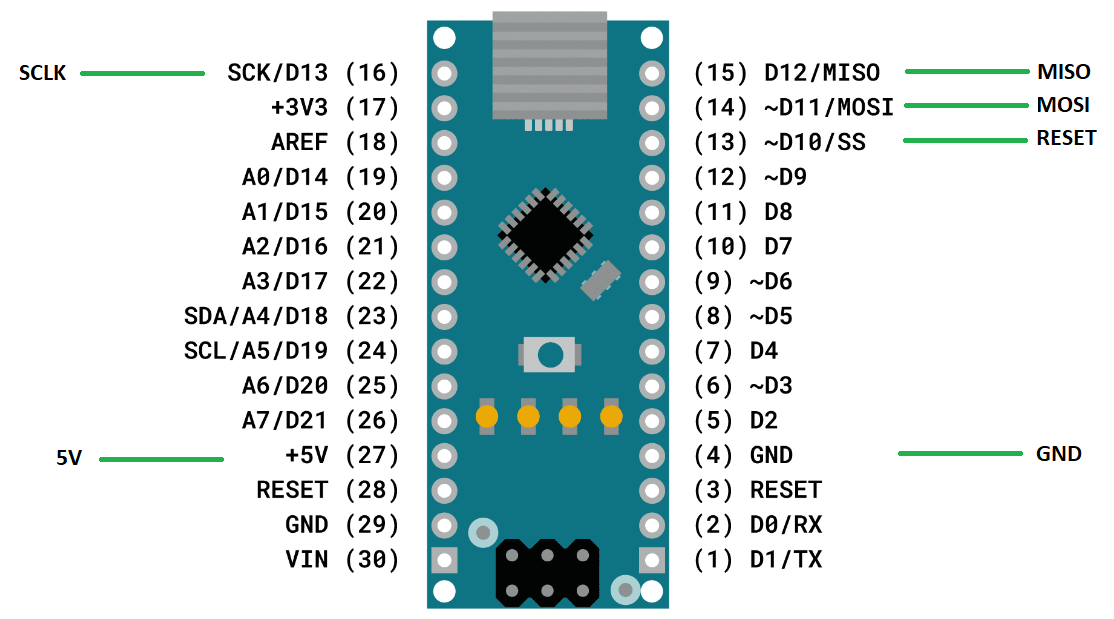 SCLK SCK/D13 (16) (15) D12/MISO MISO
+3V3 (17) (14) ~D11/MOSI MOSI
AREF (18) (13) ~D10/SS RESET
A0/D14 (19) (12) ~D9
A1/D15 (20) (11) D8
A2/D16 (21) (10) D7
A3/D17 (22) (9) ~D6
SDA/A4/D18 (23) (8) ~D5
SCL/A5/D19 (24) (7) D4
A6/D20 (25) (6) ~D3
A7/D21 (26) (5) D2
5V +5V (27) (4) GND GND
RESET (28) (3) RESET
GND (29) (2) D0/RX
VIN (30) (1) D1/TX